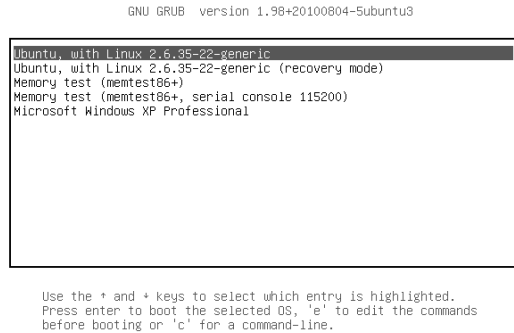 GNU GRUB  version 1.98+20100804-5ubuntu3
Ubuntu, with Linux 2.6.35-22-generic
Ubuntu, with Linux 2.6.35-22-generic (recovery mode)
Memory test (memtest86+)
Memory test (memtest86+, serial console 115200)
Microsoft Windows XP Professional
Use the ↑ and ↓ keys to select which entry is highlighted.
Press enter to boot the selected OS, 'e' to edit the commands
before booting or 'c' for a command-line.